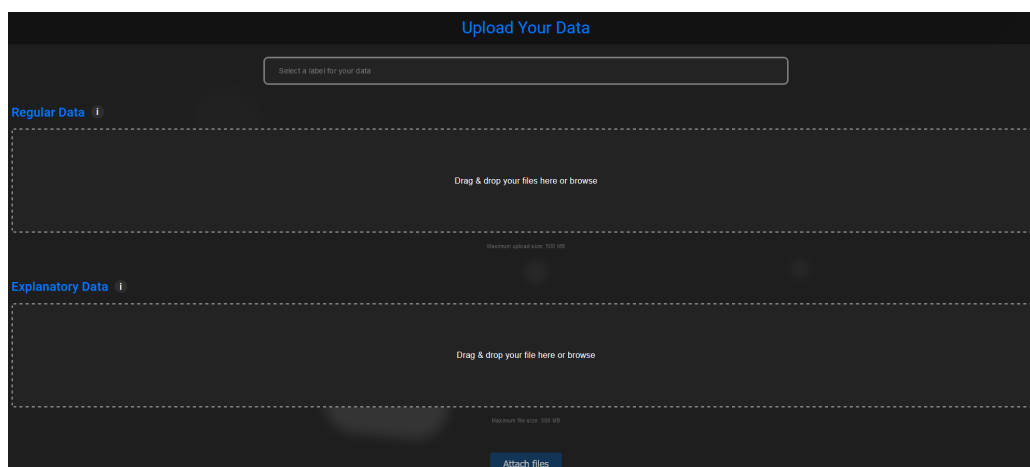 Upload Your Data
Select a label for your data
Regular Data i
Drag & drop your files here or browse
Maximum upload size: 500 MB
Explanatory Data i
Drag & drop your file here or browse
Maximum file size: 500 MB
Attach files